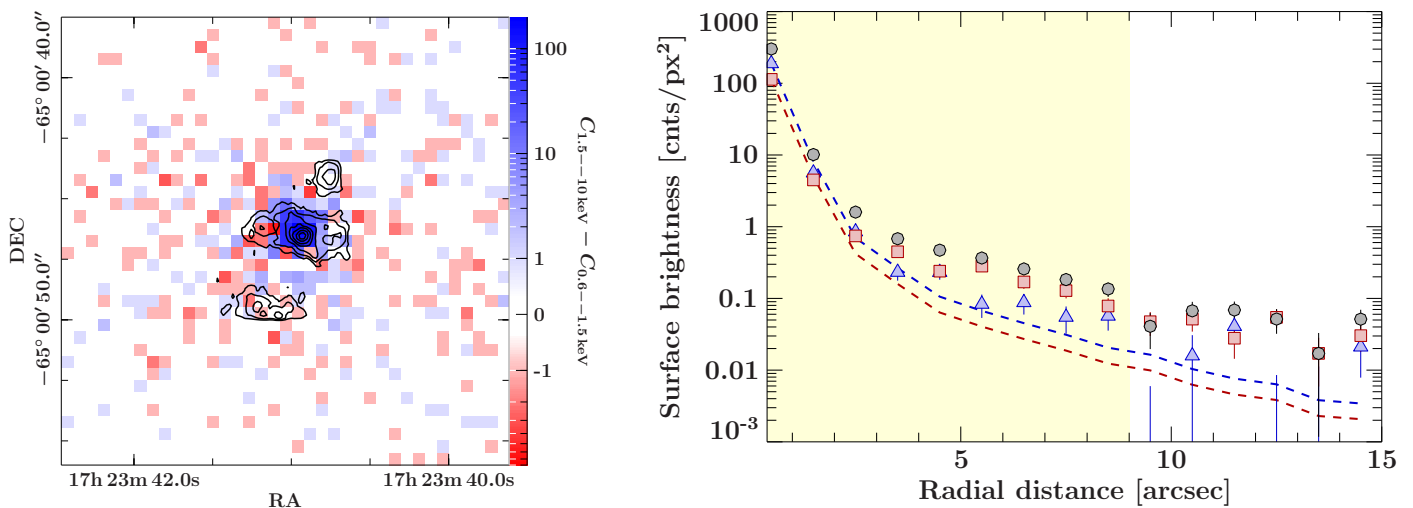 −65° 00′ 40.0″
−65° 00′ 50.0″
DEC
17h 23m 42.0s
17h 23m 40.0s
RA
100
10
1
0
-1
C1.5−−10 keV − C0.6−−1.5 keV
1000
100
10
1
0.1
0.01
10-3
Surface brightness [cnts/px2]
5
10
15
Radial distance [arcsec]